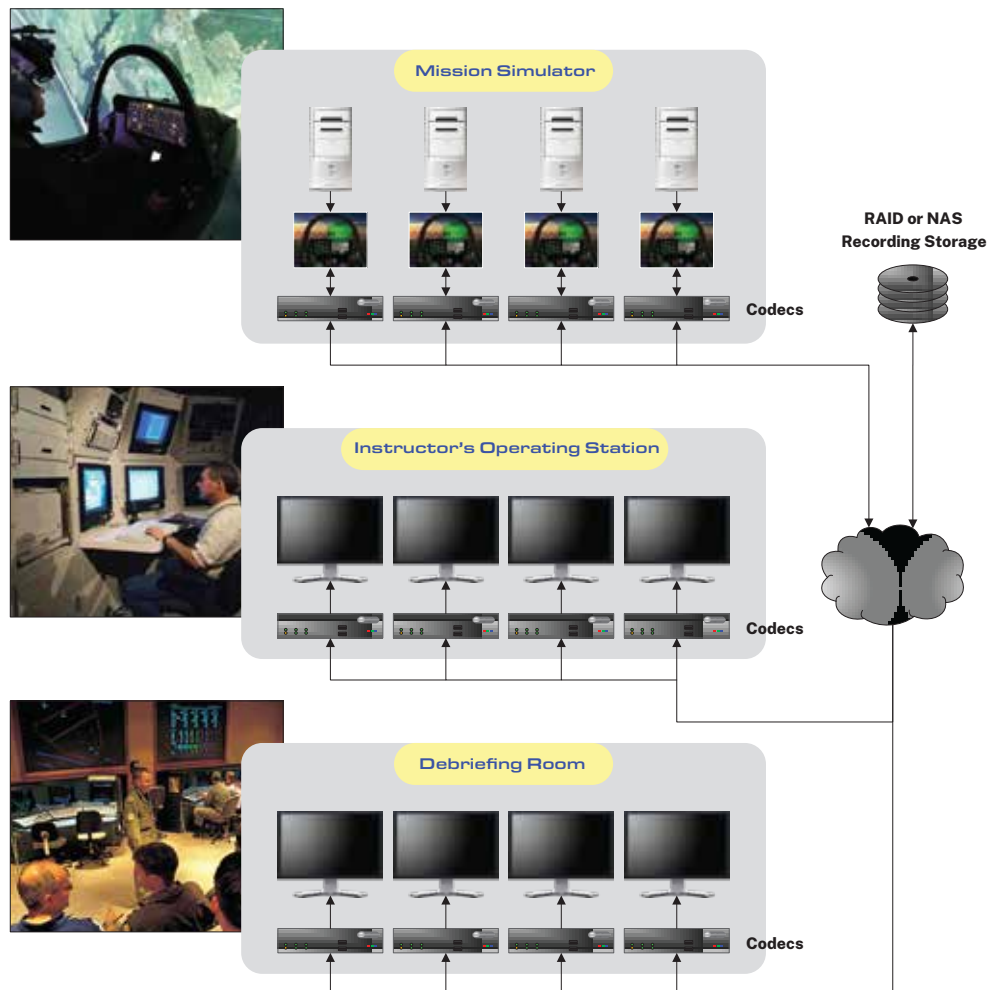 Mission Simulator
RAID or NAS
Recording Storage
Codecs
Instructor's Operating Station
Codecs
Debriefing Room
Codecs